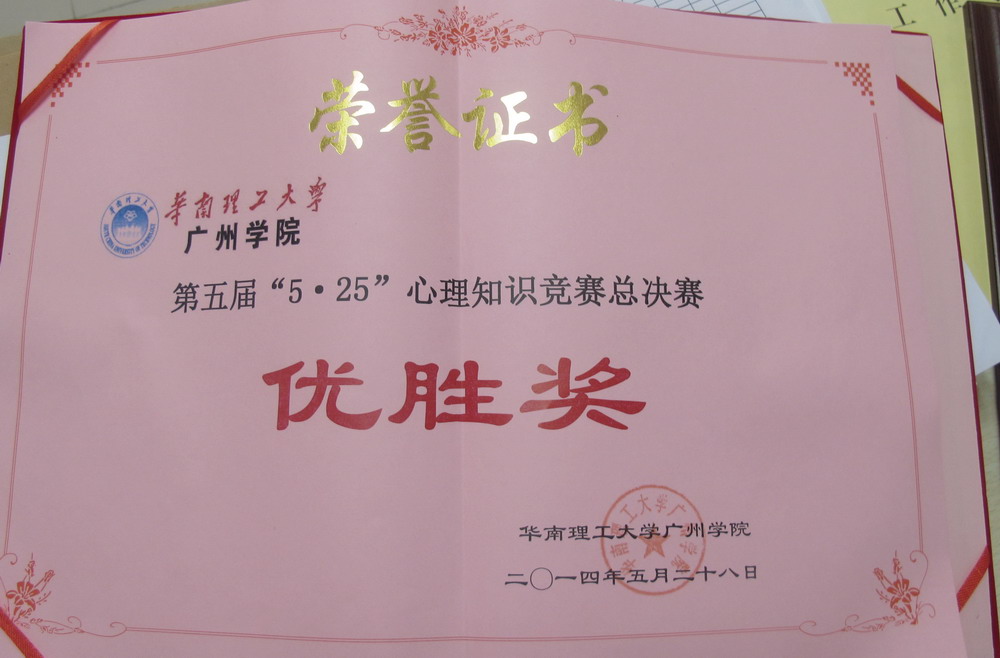 工作
荣誉证书
华南理工大学
广州学院
第五届“5·25”心理知识竞赛总决赛
优胜奖
华南理工大学广州学院
二〇一四年五月二十八日